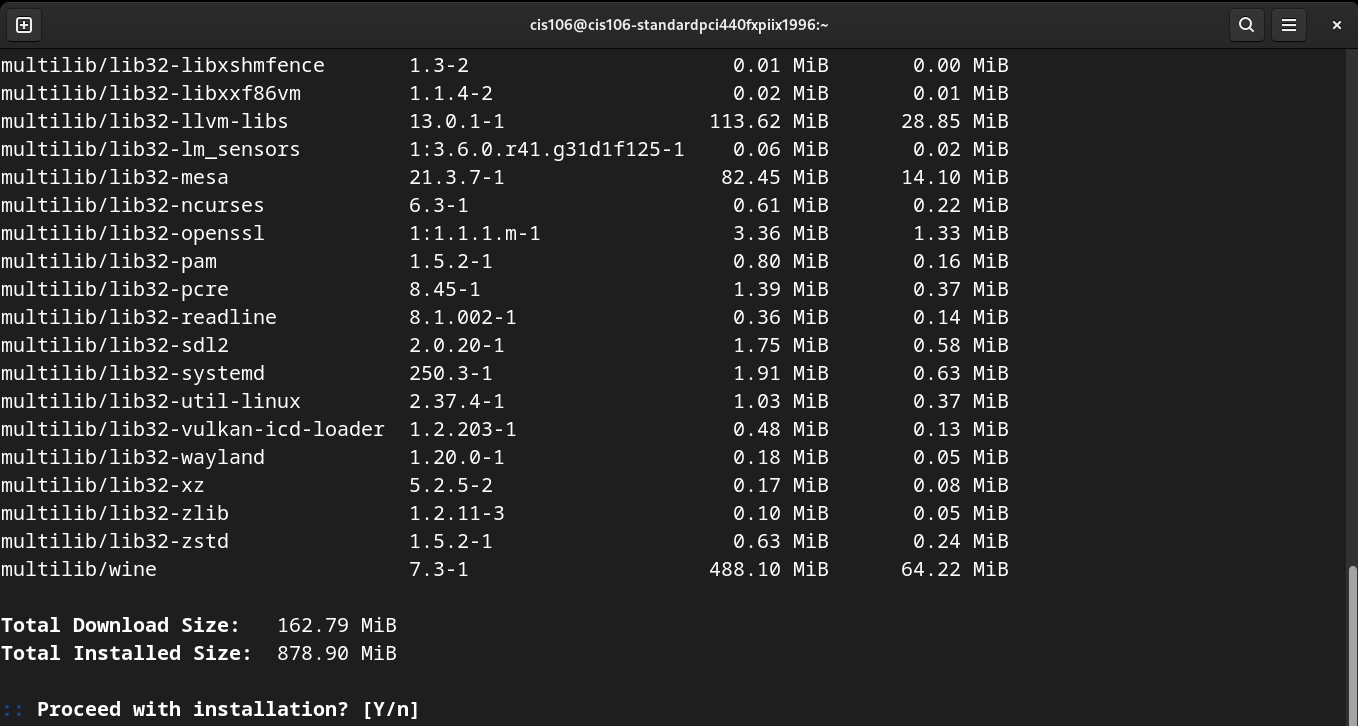 cis106@cis106-standardpci440fxpiix1996:~
multilib/lib32-libxshmfence 1.3-2 0.01 MiB 0.00 MiB
multilib/lib32-libxxf86vm 1.1.4-2 0.02 MiB 0.01 MiB
multilib/lib32-llvm-libs 13.0.1-1 113.62 MiB 28.85 MiB
multilib/lib32-lm_sensors 1:3.6.0.r41.g31d1f125-1 0.06 MiB 0.02 MiB
multilib/lib32-mesa 21.3.7-1 82.45 MiB 14.10 MiB
multilib/lib32-ncurses 6.3-1 0.61 MiB 0.22 MiB
multilib/lib32-openssl 1:1.1.1.m-1 3.36 MiB 1.33 MiB
multilib/lib32-pam 1.5.2-1 0.80 MiB 0.16 MiB
multilib/lib32-pcre 8.45-1 1.39 MiB 0.37 MiB
multilib/lib32-readline 8.1.002-1 0.36 MiB 0.14 MiB
multilib/lib32-sdl2 2.0.20-1 1.75 MiB 0.58 MiB
multilib/lib32-systemd 250.3-1 1.91 MiB 0.63 MiB
multilib/lib32-util-linux 2.37.4-1 1.03 MiB 0.37 MiB
multilib/lib32-vulkan-icd-loader 1.2.203-1 0.48 MiB 0.13 MiB
multilib/lib32-wayland 1.20.0-1 0.18 MiB 0.05 MiB
multilib/lib32-xz 5.2.5-2 0.17 MiB 0.08 MiB
multilib/lib32-zlib 1.2.11-3 0.10 MiB 0.05 MiB
multilib/lib32-zstd 1.5.2-1 0.63 MiB 0.24 MiB
multilib/wine 7.3-1 488.10 MiB 64.22 MiB
Total Download Size: 162.79 MiB
Total Installed Size: 878.90 MiB
:: Proceed with installation? [Y/n]